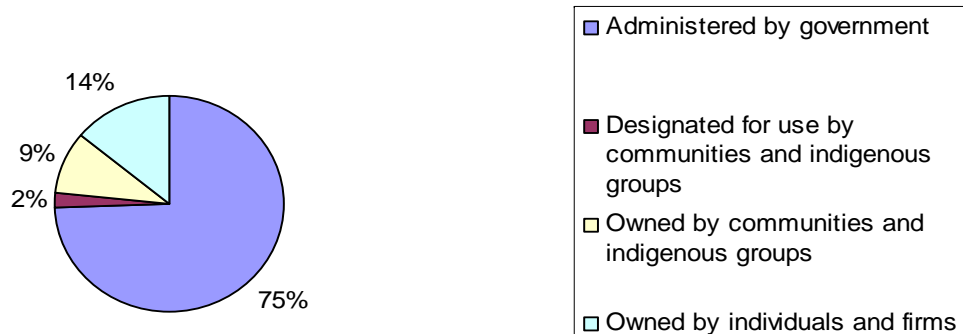 14%
9%
2%
75%
Administered by government
Designated for use by
communities and indigenous
groups
Owned by communities and
indigenous groups
Owned by individuals and firms